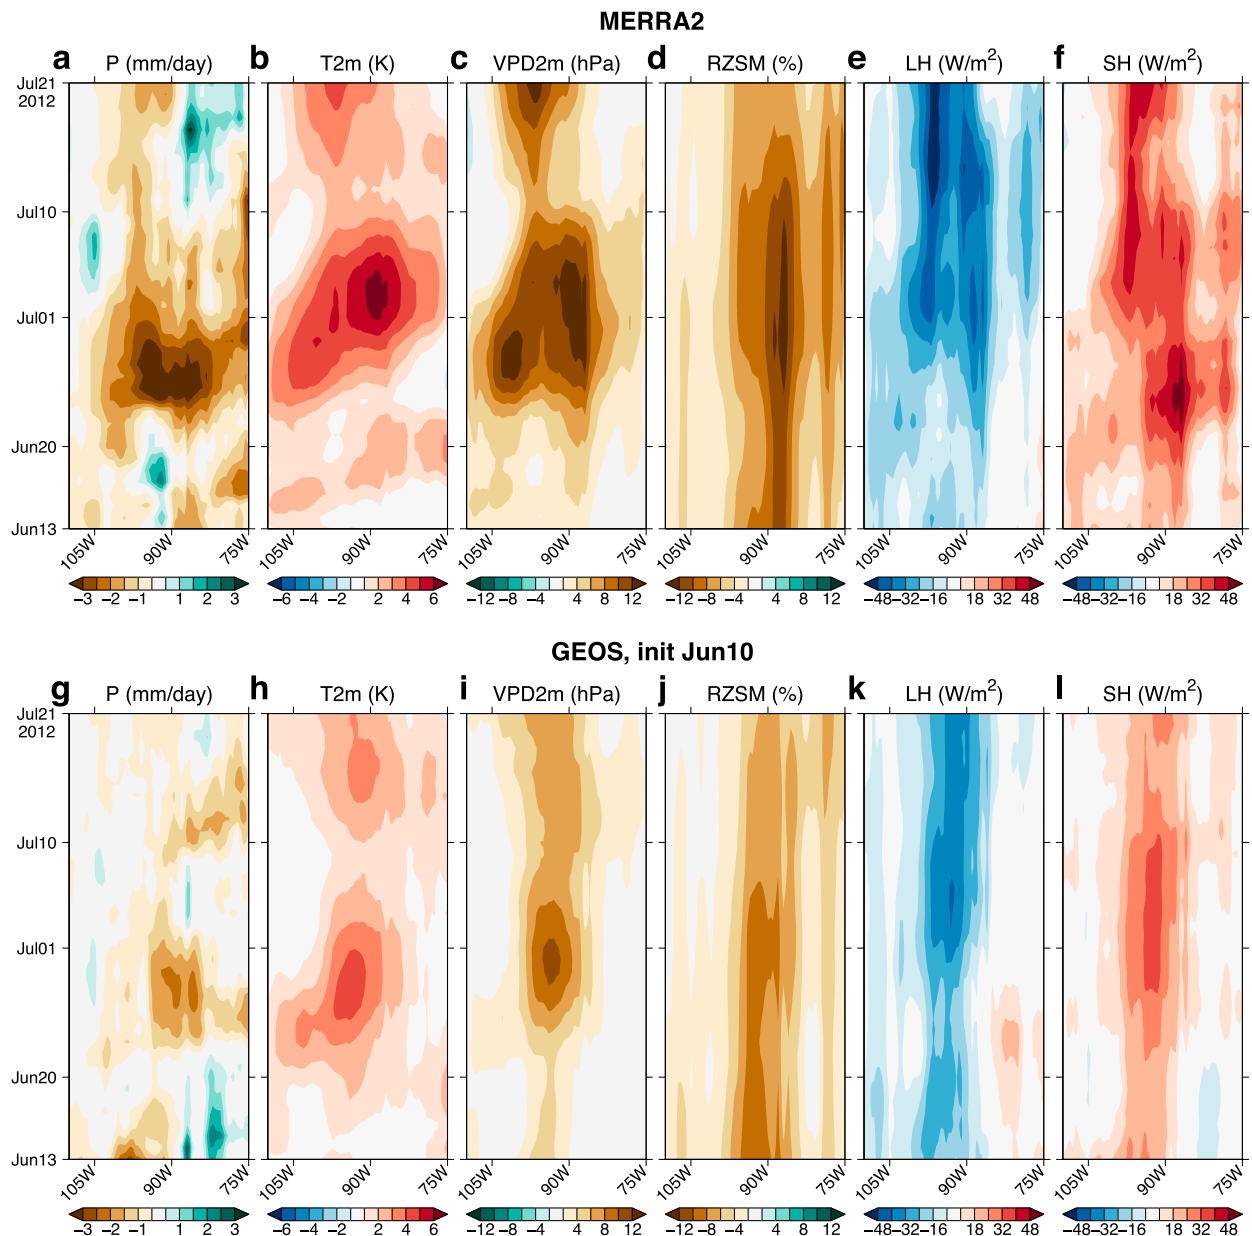 MERRA2
a P (mm/day) b T2m (K) c VPD2m (hPa) d RZSM (%) e LH (W/m²) f SH (W/m²)
Jul21
2012
Jul10
Jul01
Jun20
Jun13
105W 90W 75W 105W 90W 75W 105W 90W 75W 105W 90W 75W 105W 90W 75W 105W 90W 75W
−3 −2 −1 1 2 3 −6 −4 −2 2 4 6 −12 −8 −4 4 8 12 −12 −8 −4 4 8 12 −48 −32 −16 18 32 48 −48 −32 −16 18 32 48
GEOS, init Jun10
g P (mm/day) h T2m (K) i VPD2m (hPa) j RZSM (%) k LH (W/m²) l SH (W/m²)
Jul21
2012
Jul10
Jul01
Jun20
Jun13
105W 90W 75W 105W 90W 75W 105W 90W 75W 105W 90W 75W 105W 90W 75W 105W 90W 75W
−3 −2 −1 1 2 3 −6 −4 −2 2 4 6 −12 −8 −4 4 8 12 −12 −8 −4 4 8 12 −48 −32 −16 18 32 48 −48 −32 −16 18 32 48